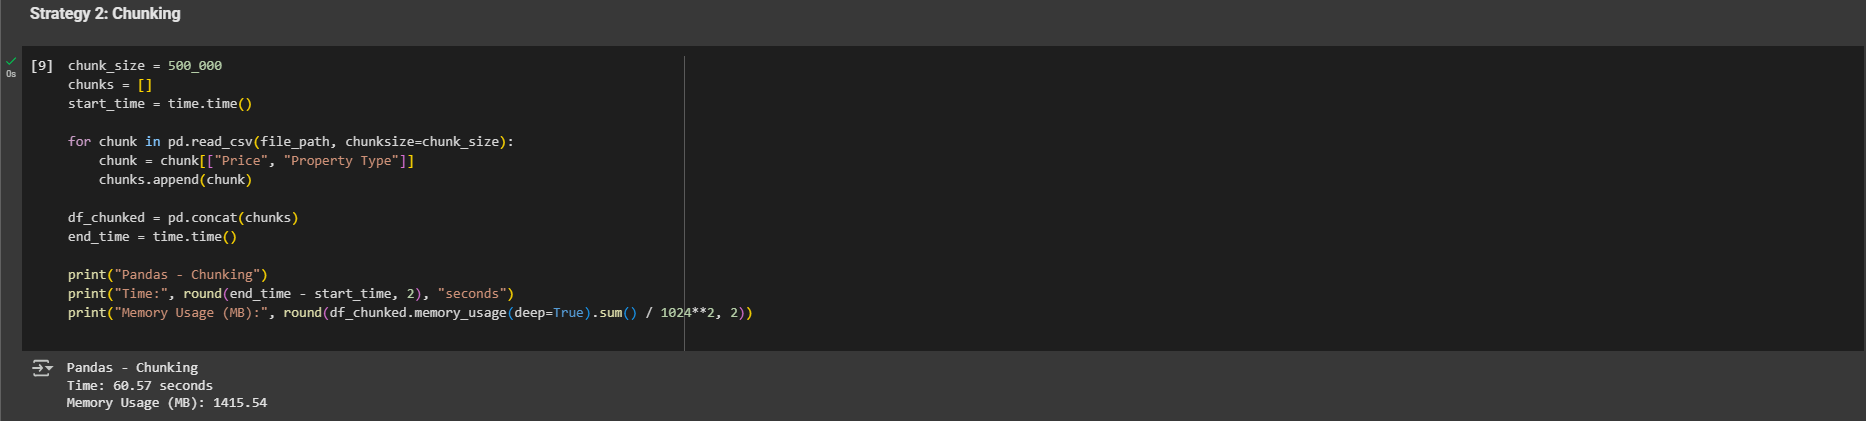 Strategy 2: Chunking
0s
[9]
chunk_size = 500_000
chunks = []
start_time = time.time()
for chunk in pd.read_csv(file_path, chunksize=chunk_size):
    chunk = chunk[["Price", "Property Type"]]
    chunks.append(chunk)
df_chunked = pd.concat(chunks)
end_time = time.time()
print("Pandas - Chunking")
print("Time:", round(end_time - start_time, 2), "seconds")
print("Memory Usage (MB):", round(df_chunked.memory_usage(deep=True).sum() / 1024**2, 2))
Pandas - Chunking
Time: 60.57 seconds
Memory Usage (MB): 1415.54